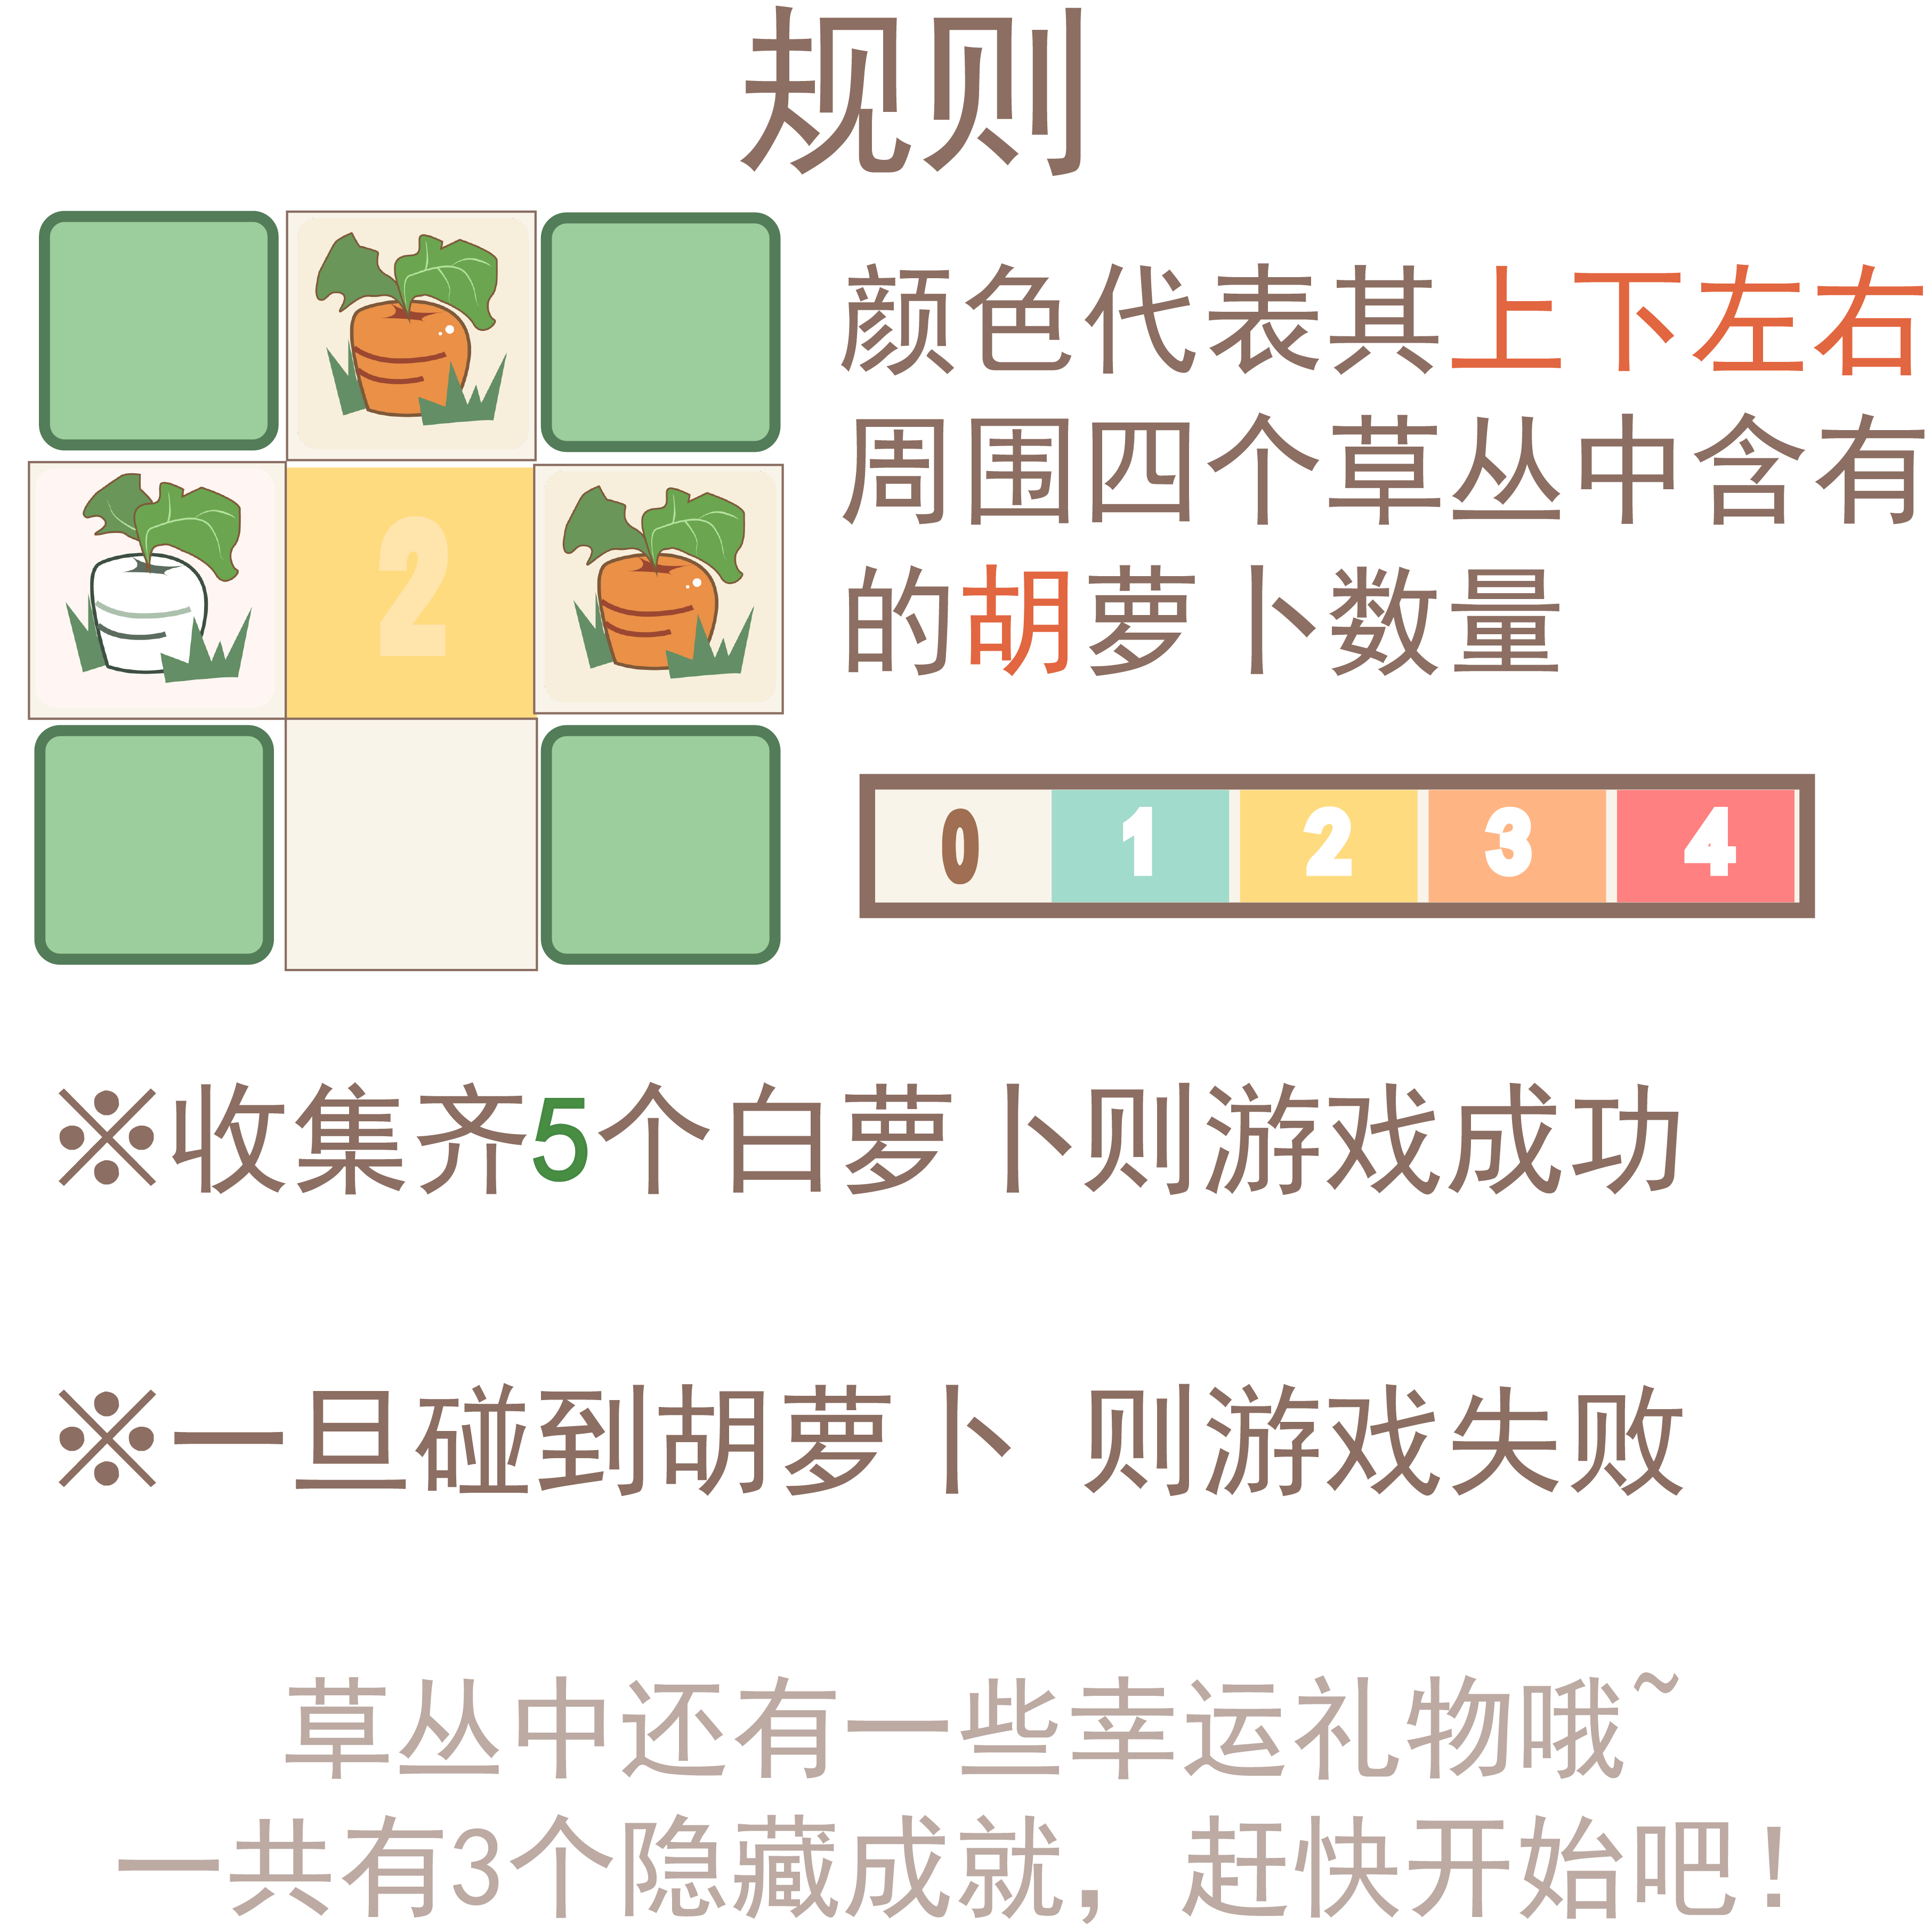 规则
颜色代表其上下左右
周围四个草丛中含有
的胡萝卜数量
2
0 1 2 3 4
※收集齐5个白萝卜则游戏成功
※一旦碰到胡萝卜 则游戏失败
草丛中还有一些幸运礼物哦~
一共有3个隐藏成就，赶快开始吧！